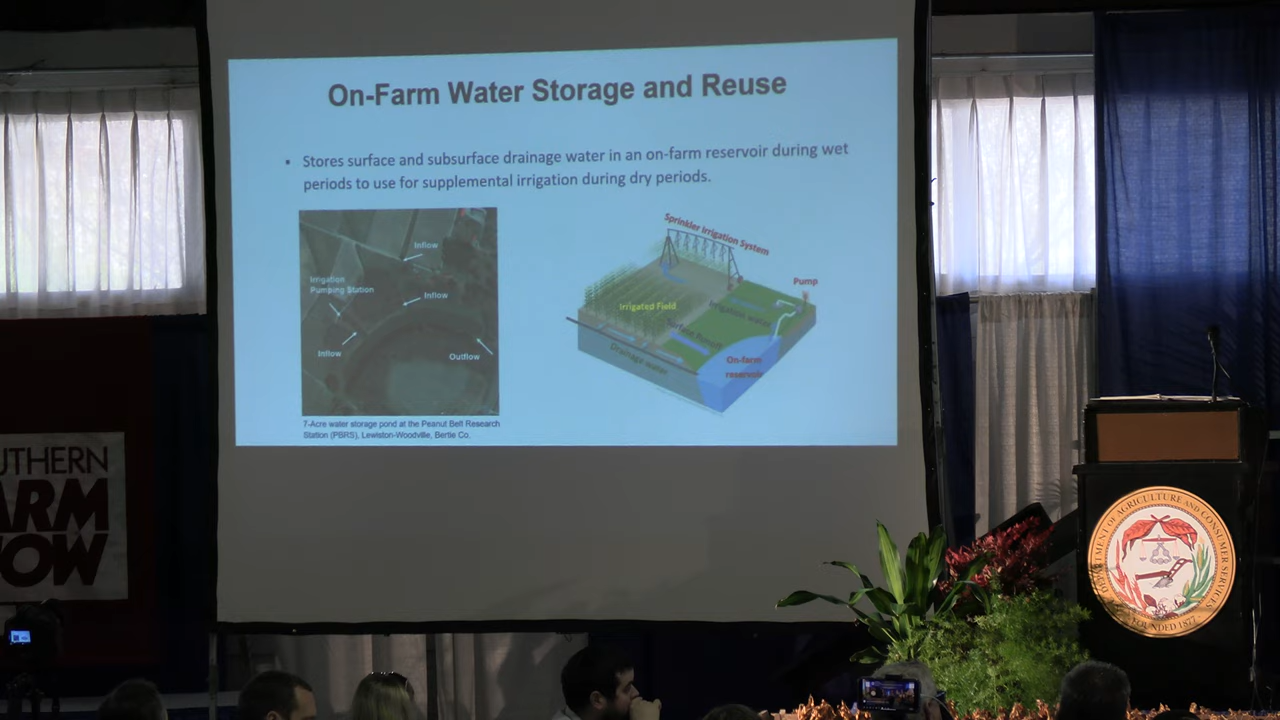 On-Farm Water Storage and Reuse
• Stores surface and subsurface drainage water in an on-farm reservoir during wet
periods to use for supplemental irrigation during dry periods.
Inflow
Irrigation
Pumping Station
Inflow
Inflow
Outflow
7-Acre water storage pond at the Peanut Belt Research
Station (PBRS), Lewiston-Woodville, Bertie Co.
Sprinkler Irrigation System
Pump
Irrigated Field
Irrigation water
Surface runoff
Drainage water
On-farm
reservoir
UTHERN
ARM
OW
DEPARTMENT OF AGRICULTURE AND CONSUMER SERVICES
FOUNDED 1877